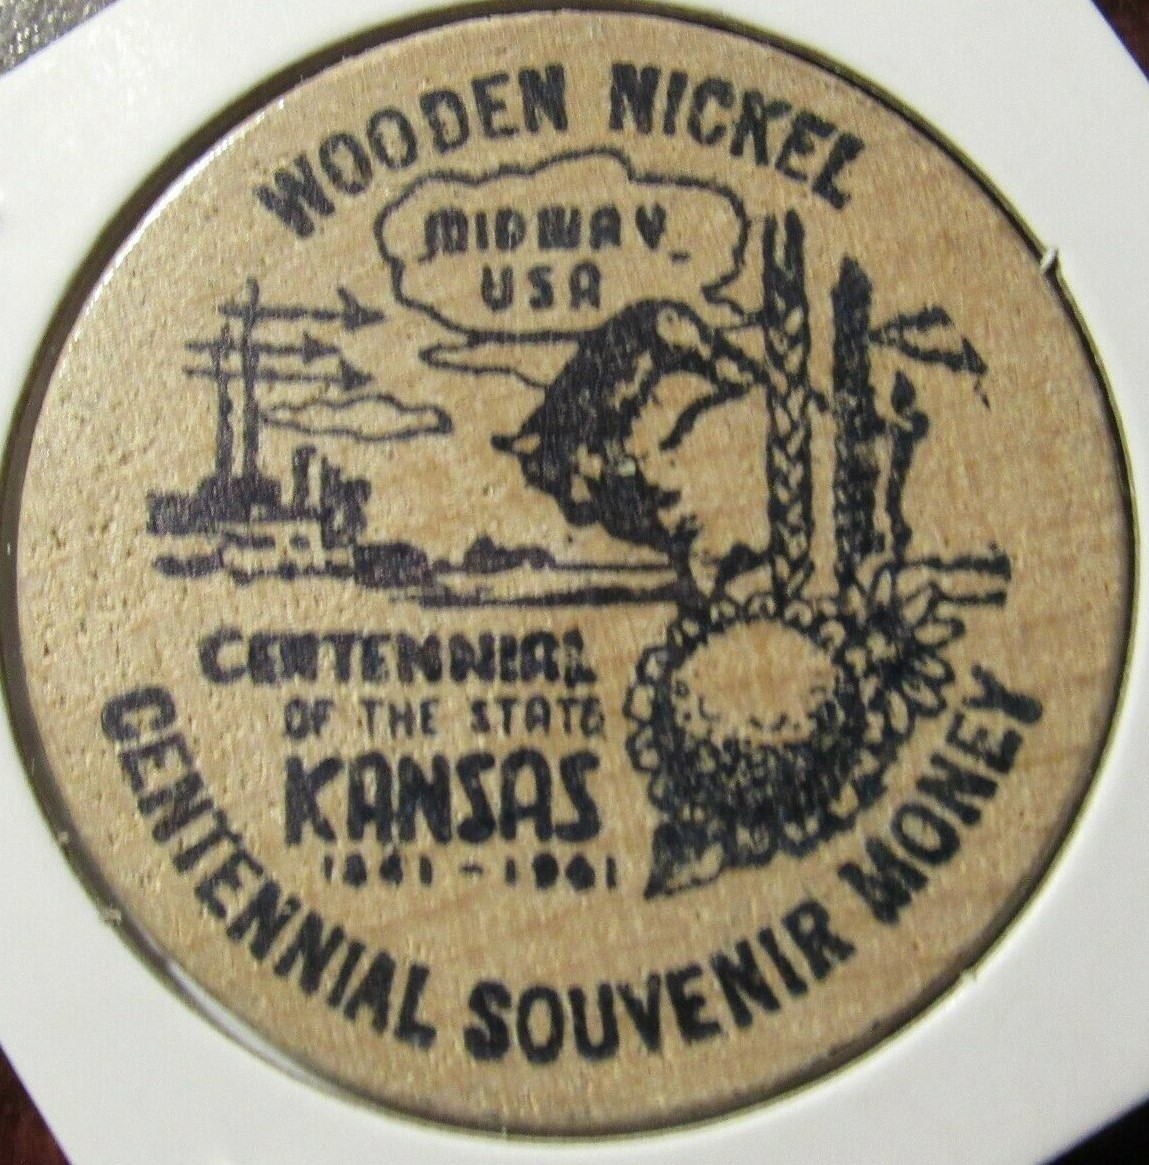 WOODEN NICKEL
MIDWAY
USA
CENTENNIAL
OF THE STATE
KANSAS
1861-1961
CENTENNIAL SOUVENIR MONEY